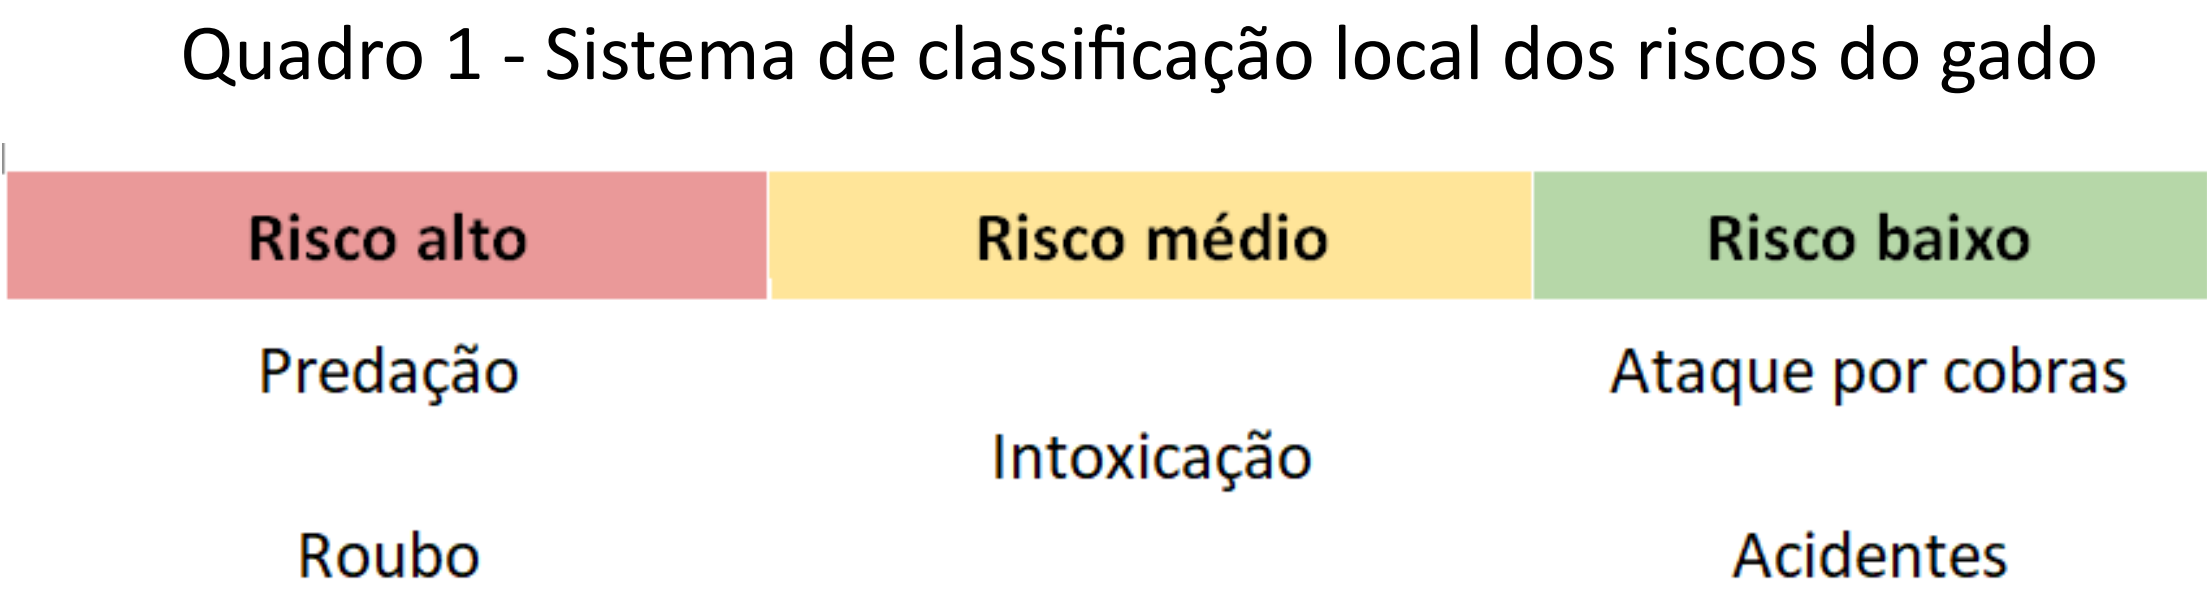 Quadro 1 - Sistema de classificação local dos riscos do gado
Risco alto Risco médio Risco baixo
Predação Ataque por cobras
Intoxicação
Roubo Acidentes